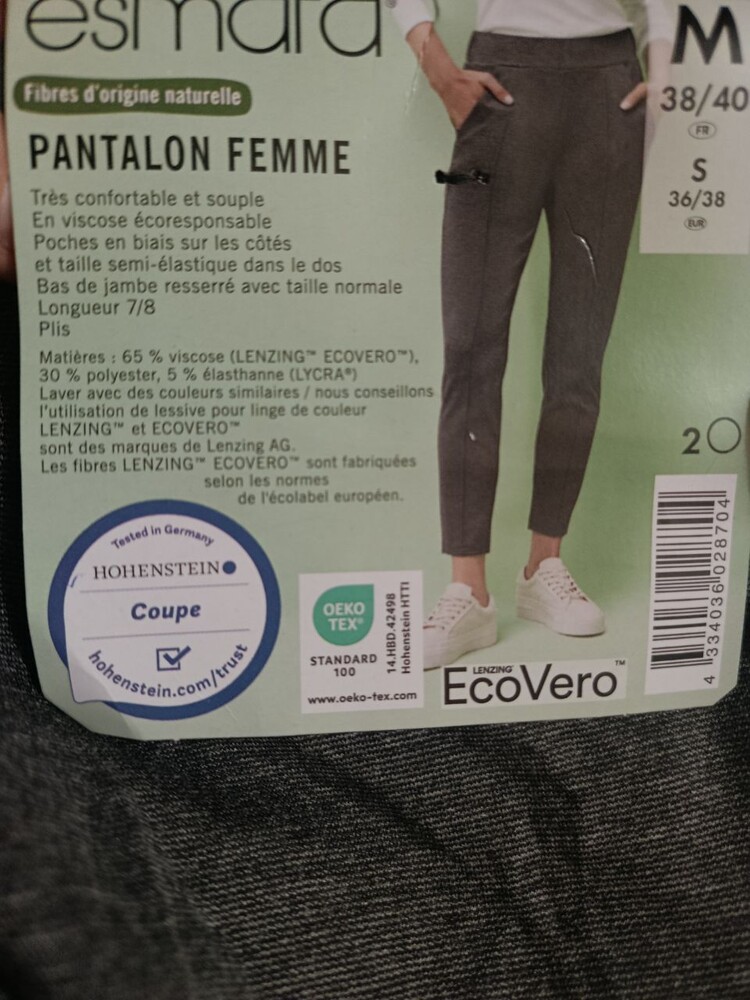 esmara®
M
38/40
FR
S
36/38
EUR
Fibres d'origine naturelle
PANTALON FEMME
Très confortable et souple
En viscose écoresponsable
Poches en biais sur les côtés
et taille semi-élastique dans le dos
Bas de jambe resserré avec taille normale
Longueur 7/8
Plis
Matières : 65 % viscose (LENZING™ ECOVERO™),
30 % polyester, 5 % élasthanne (LYCRA®)
Laver avec des couleurs similaires / nous conseillons
l'utilisation de lessive pour linge de couleur
LENZING™ et ECOVERO™
sont des marques de Lenzing AG.
Les fibres LENZING™ ECOVERO™ sont fabriquées
selon les normes
de l'écolabel européen.
2
Tested in Germany
HOHENSTEIN
Coupe
hohenstein.com/trust
OEKO
TEX®
STANDARD
100
14.HBD.42498
Hohenstein HTTI
www.oeko-tex.com
LENZING™
EcoVero™
4 334036 028704